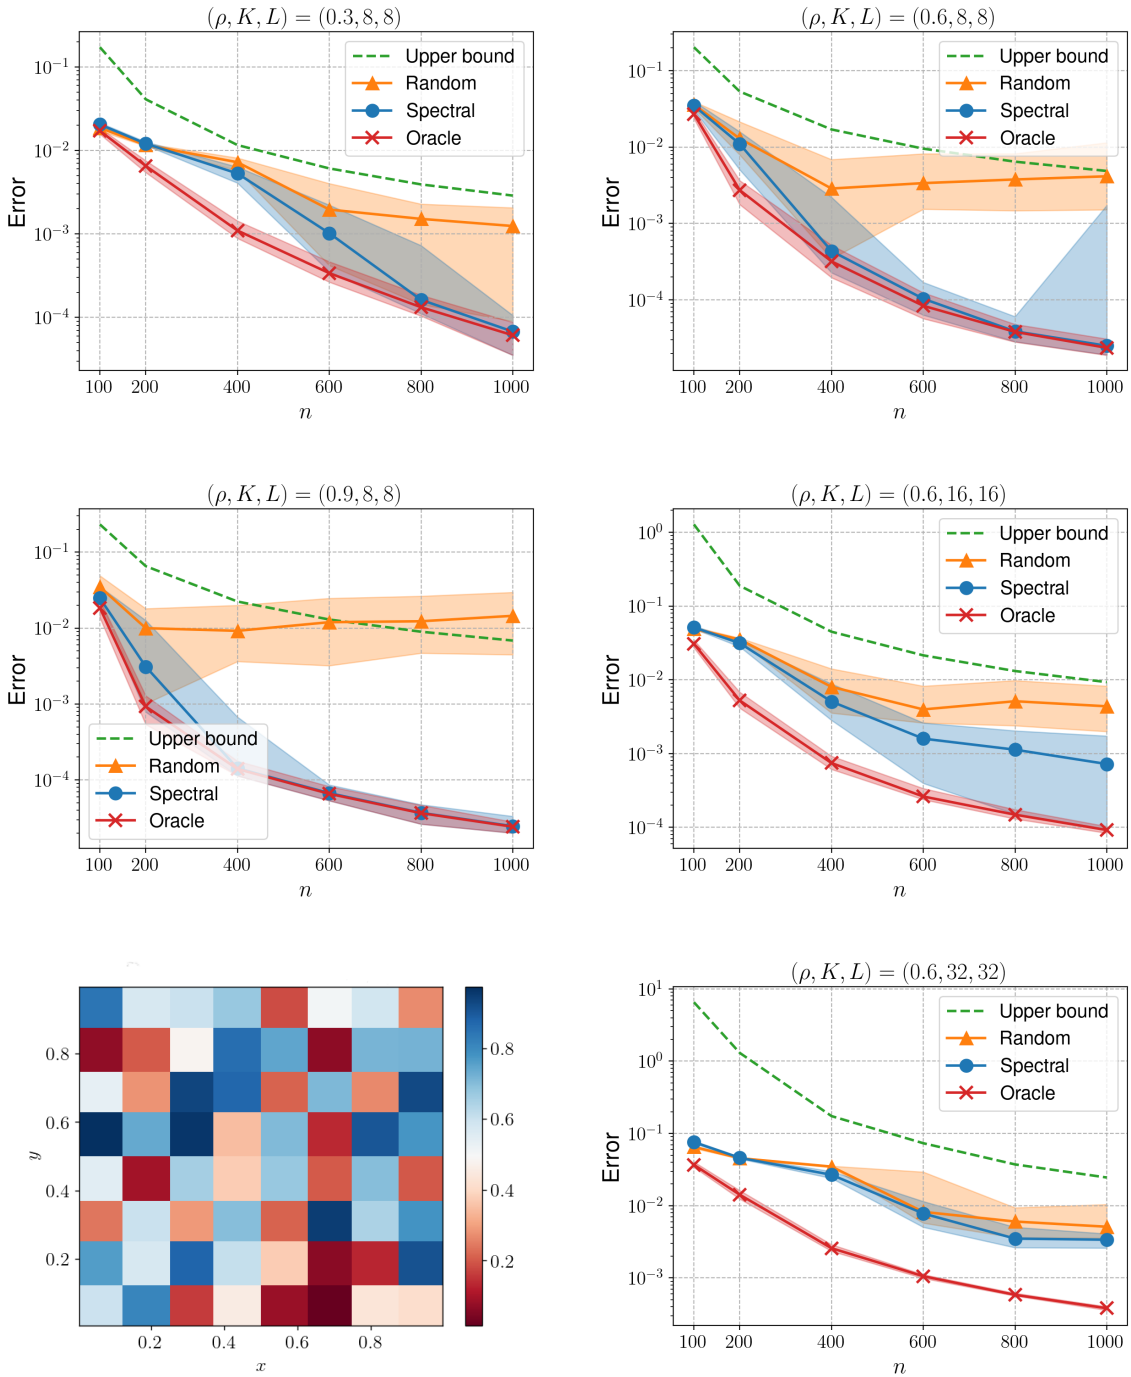 (ρ, K, L) = (0.3, 8, 8)
Error
10⁻¹
10⁻²
10⁻³
10⁻⁴
Upper bound
Random
Spectral
Oracle
100 200 400 600 800 1000
n
(ρ, K, L) = (0.6, 8, 8)
Error
10⁻¹
10⁻²
10⁻³
10⁻⁴
Upper bound
Random
Spectral
Oracle
100 200 400 600 800 1000
n
(ρ, K, L) = (0.9, 8, 8)
Error
10⁻¹
10⁻²
10⁻³
10⁻⁴
Upper bound
Random
Spectral
Oracle
100 200 400 600 800 1000
n
(ρ, K, L) = (0.6, 16, 16)
Error
10⁰
10⁻¹
10⁻²
10⁻³
10⁻⁴
Upper bound
Random
Spectral
Oracle
100 200 400 600 800 1000
n
y
0.8
0.6
0.4
0.2
0.2 0.4 0.6 0.8
x
0.8
0.6
0.4
0.2
(ρ, K, L) = (0.6, 32, 32)
Error
10¹
10⁰
10⁻¹
10⁻²
10⁻³
Upper bound
Random
Spectral
Oracle
100 200 400 600 800 1000
n